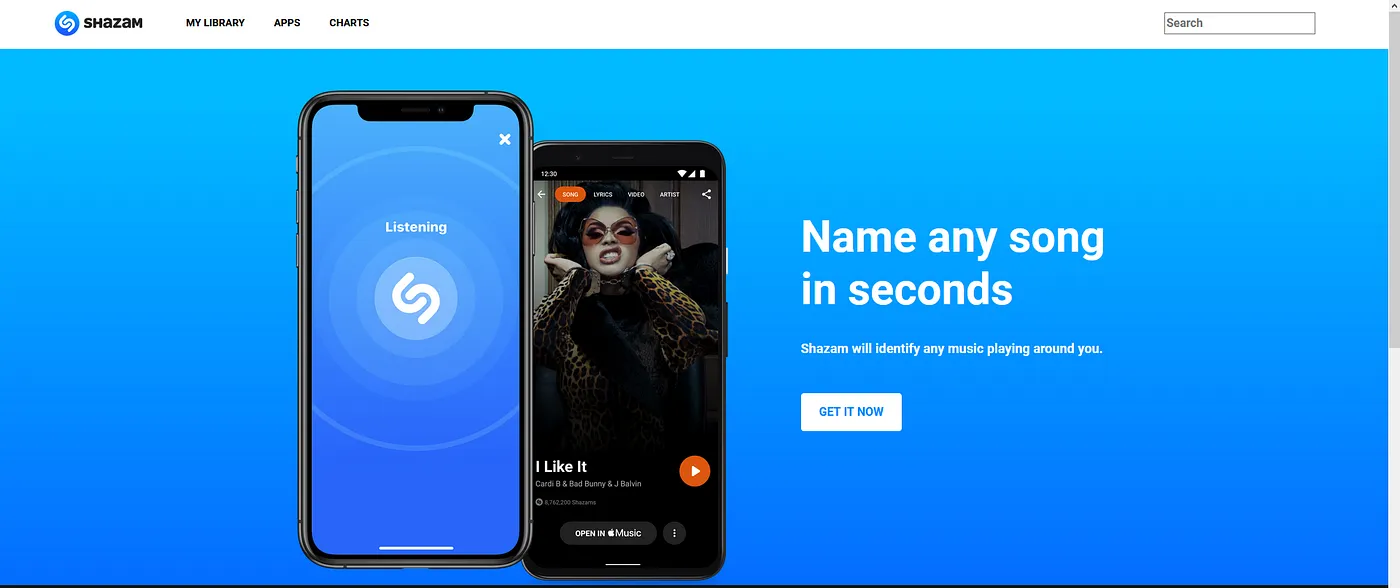 SHAZAM
MY LIBRARY
APPS
CHARTS
Search
Listening
12:30
SONG
LYRICS
VIDEO
ARTIST
I Like It
Cardi B & Bad Bunny & J Balvin
8,762,200 Shazams
OPEN IN Music
Name any song
in seconds
Shazam will identify any music playing around you.
GET IT NOW